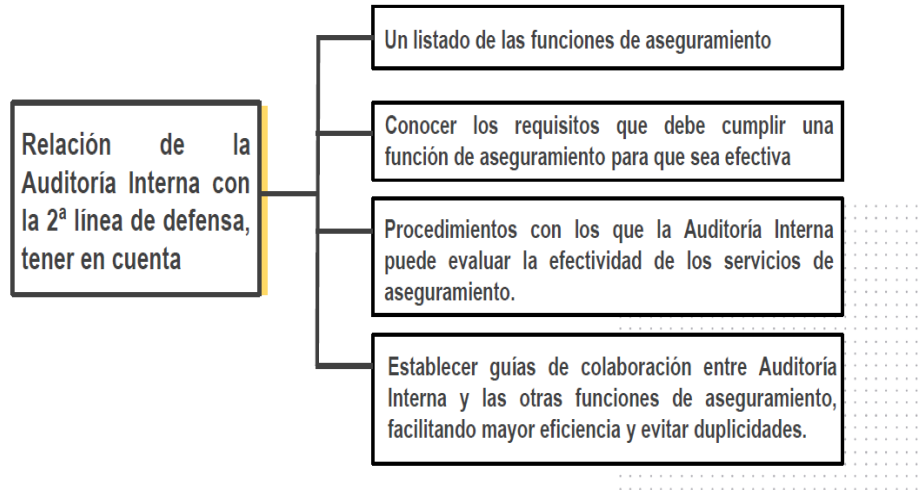 Relación de la
Auditoría Interna con
la 2ª línea de defensa,
tener en cuenta
Un listado de las funciones de aseguramiento
Conocer los requisitos que debe cumplir una
función de aseguramiento para que sea efectiva
Procedimientos con los que la Auditoría Interna
puede evaluar la efectividad de los servicios de
aseguramiento.
Establecer guías de colaboración entre Auditoría
Interna y las otras funciones de aseguramiento,
facilitando mayor eficiencia y evitar duplicidades.